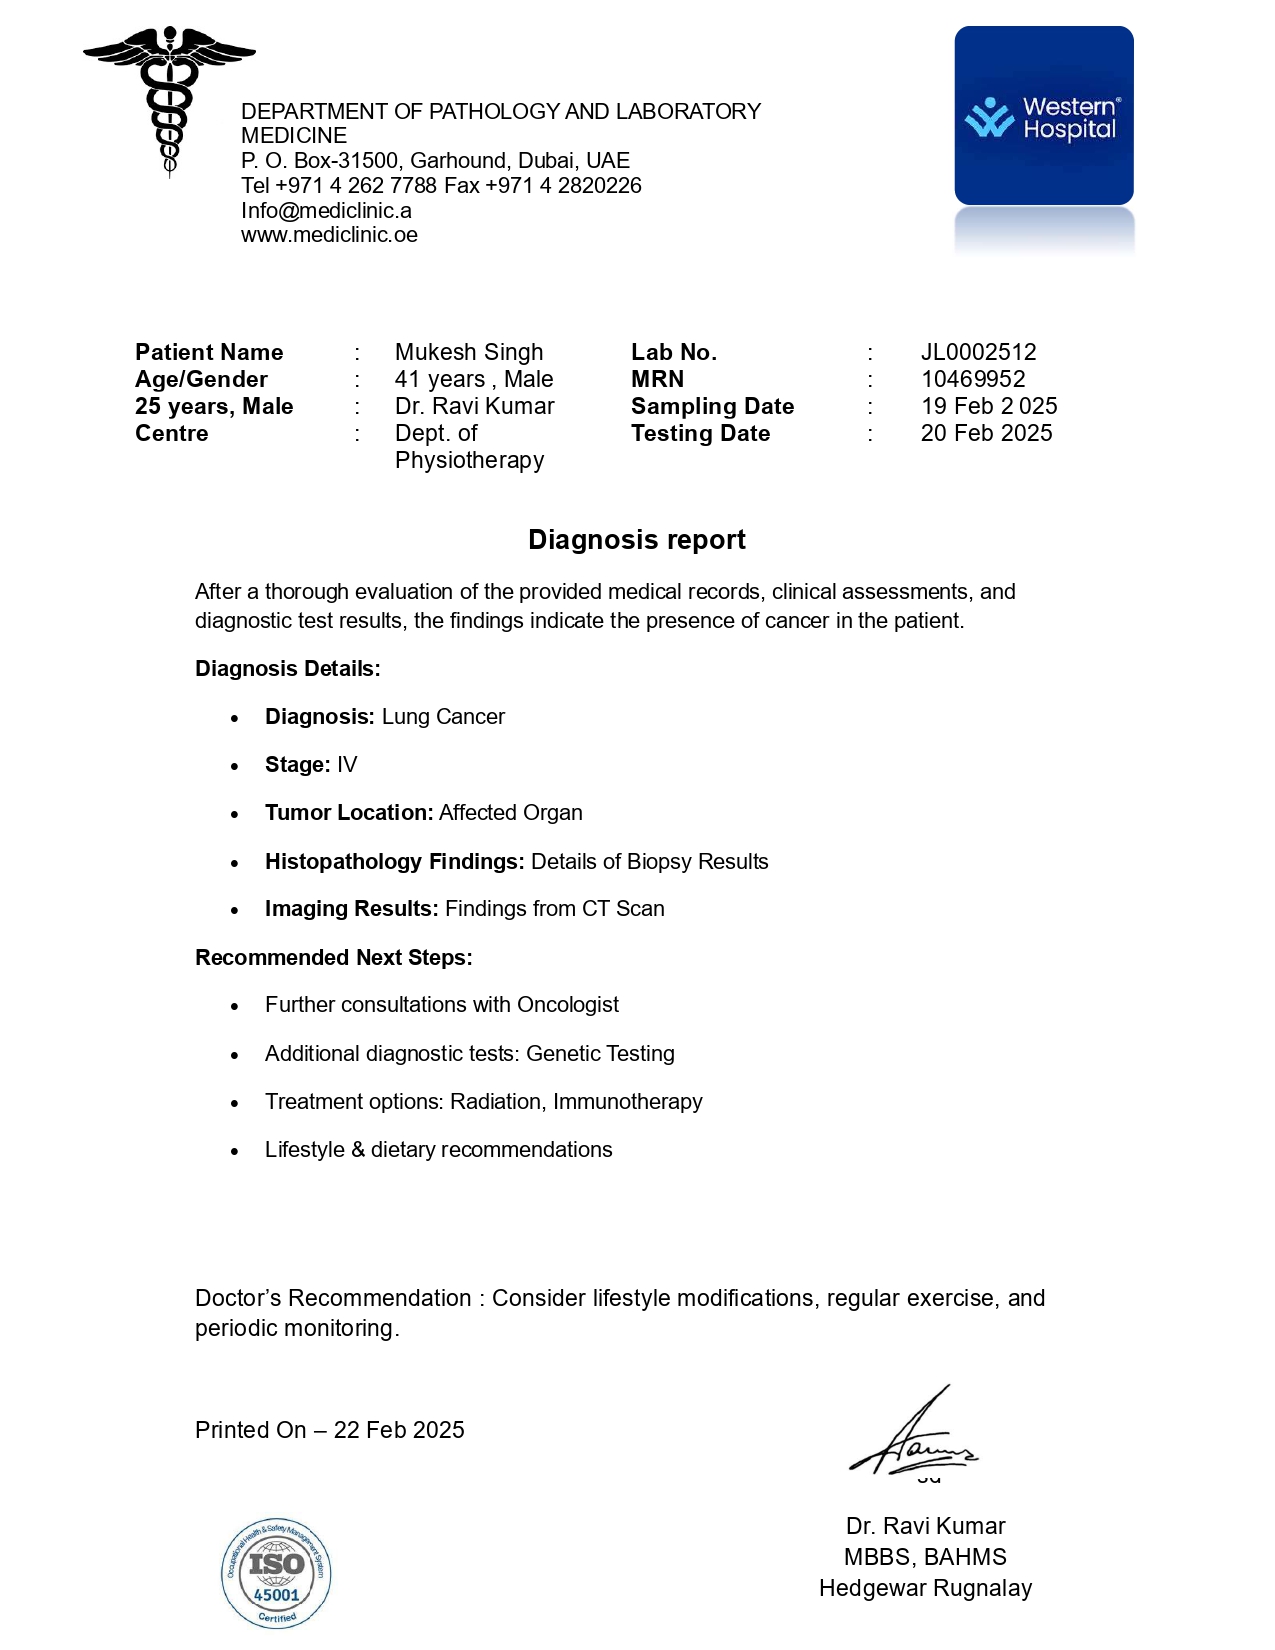 DEPARTMENT OF PATHOLOGY AND LABORATORY
MEDICINE
P. O. Box-31500, Garhound, Dubai, UAE
Tel +971 4 262 7788 Fax +971 4 2820226
Info@mediclinic.a
www.mediclinic.oe
Western®
Hospital
Patient Name : Mukesh Singh Lab No. : JL0002512
Age/Gender : 41 years , Male MRN : 10469952
25 years, Male : Dr. Ravi Kumar Sampling Date : 19 Feb 2 025
Centre : Dept. of Testing Date : 20 Feb 2025
Physiotherapy
Diagnosis report
After a thorough evaluation of the provided medical records, clinical assessments, and
diagnostic test results, the findings indicate the presence of cancer in the patient.
Diagnosis Details:
• Diagnosis: Lung Cancer
• Stage: IV
• Tumor Location: Affected Organ
• Histopathology Findings: Details of Biopsy Results
• Imaging Results: Findings from CT Scan
Recommended Next Steps:
• Further consultations with Oncologist
• Additional diagnostic tests: Genetic Testing
• Treatment options: Radiation, Immunotherapy
• Lifestyle & dietary recommendations
Doctor’s Recommendation : Consider lifestyle modifications, regular exercise, and
periodic monitoring.
Printed On – 22 Feb 2025
Dr. Ravi Kumar
MBBS, BAHMS
Hedgewar Rugnalay
Occupational Health & Safety Management System
ISO
45001
Certified